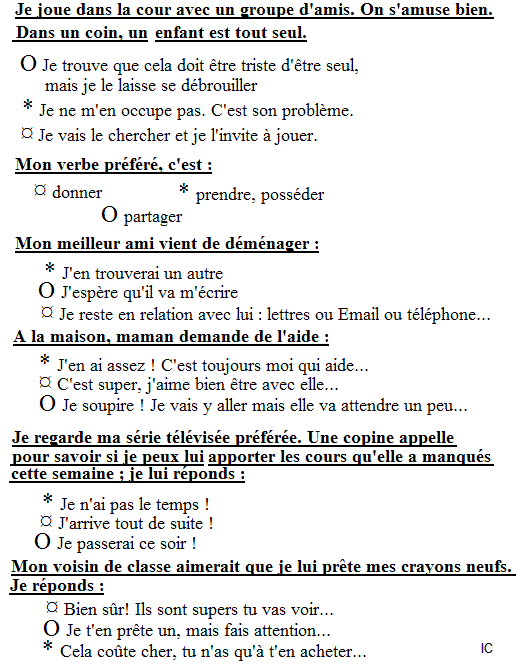 Je joue dans la cour avec un groupe d'amis. On s'amuse bien.
Dans un coin, un enfant est tout seul.
O Je trouve que cela doit être triste d'être seul,
mais je le laisse se débrouiller
* Je ne m'en occupe pas. C'est son problème.
¤ Je vais le chercher et je l'invite à jouer.
Mon verbe préféré, c'est :
¤ donner * prendre, posséder
O partager
Mon meilleur ami vient de déménager :
* J'en trouverai un autre
O J'espère qu'il va m'écrire
¤ Je reste en relation avec lui : lettres ou Email ou téléphone...
A la maison, maman demande de l'aide :
* J'en ai assez ! C'est toujours moi qui aide...
¤ C'est super, j'aime bien être avec elle...
O Je soupire ! Je vais y aller mais elle va attendre un peu...
Je regarde ma série télévisée préférée. Une copine appelle
pour savoir si je peux lui apporter les cours qu'elle a manqués
cette semaine ; je lui réponds :
* Je n'ai pas le temps !
¤ J'arrive tout de suite !
O Je passerai ce soir !
Mon voisin de classe aimerait que je lui prête mes crayons neufs.
Je réponds :
¤ Bien sûr! Ils sont supers tu vas voir...
O Je t'en prête un, mais fais attention...
* Cela coûte cher, tu n'as qu'à t'en acheter...
IC